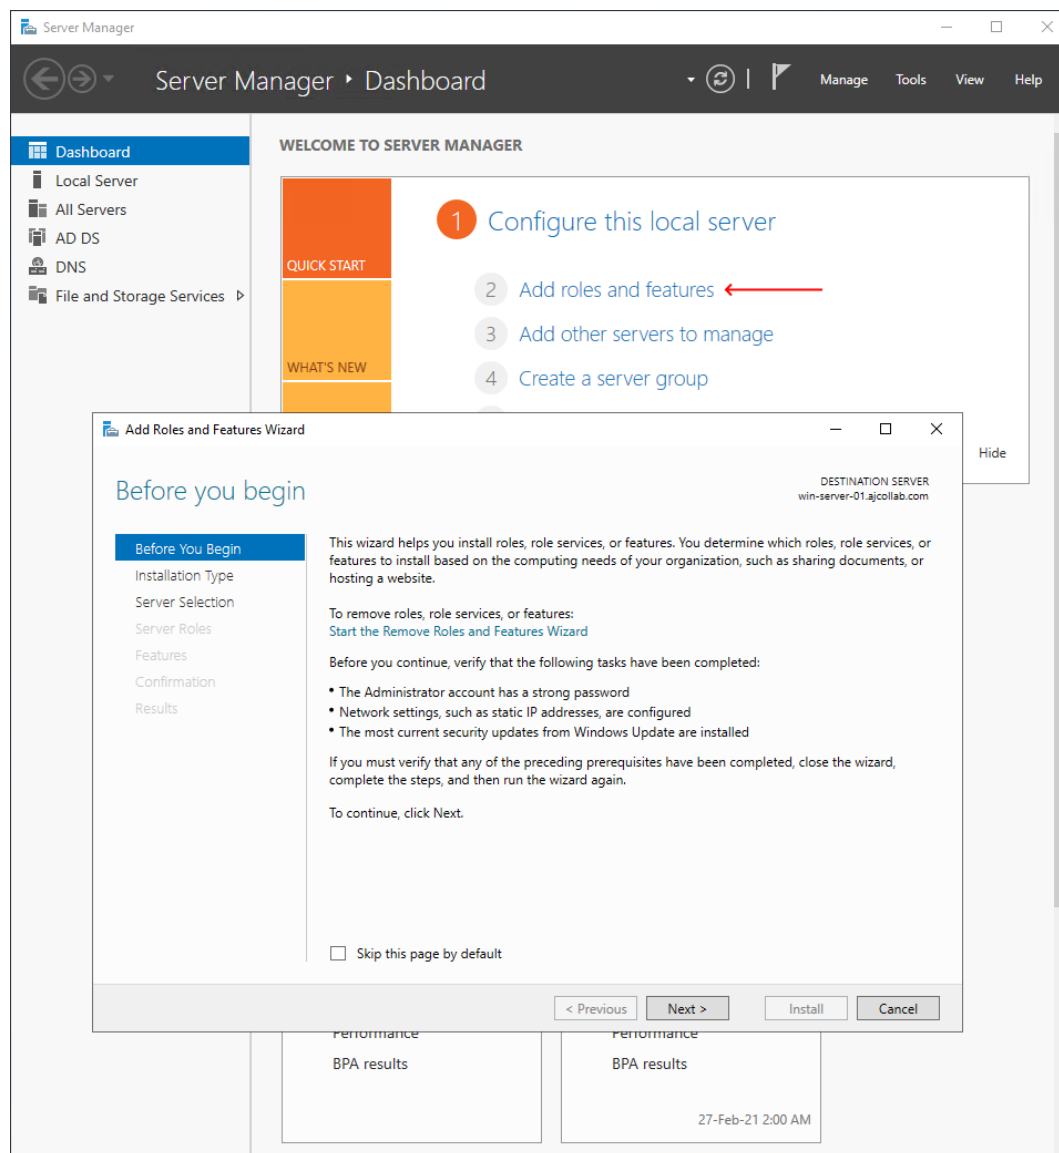 Server Manager
Server Manager • Dashboard
Manage
Tools
View
Help
Dashboard
Local Server
All Servers
AD DS
DNS
File and Storage Services
WELCOME TO SERVER MANAGER
QUICK START
WHAT'S NEW
1 Configure this local server
2 Add roles and features
3 Add other servers to manage
4 Create a server group
Hide
Add Roles and Features Wizard
Before you begin
DESTINATION SERVER
win-server-01.ajcollab.com
Before You Begin
Installation Type
Server Selection
Server Roles
Features
Confirmation
Results
This wizard helps you install roles, role services, or features. You determine which roles, role services, or
features to install based on the computing needs of your organization, such as sharing documents, or
hosting a website.
To remove roles, role services, or features:
Start the Remove Roles and Features Wizard
Before you continue, verify that the following tasks have been completed:
• The Administrator account has a strong password
• Network settings, such as static IP addresses, are configured
• The most current security updates from Windows Update are installed
If you must verify that any of the preceding prerequisites have been completed, close the wizard,
complete the steps, and then run the wizard again.
To continue, click Next.
Skip this page by default
< Previous
Next >
Install
Cancel
Performance
BPA results
Performance
BPA results
27-Feb-21 2:00 AM